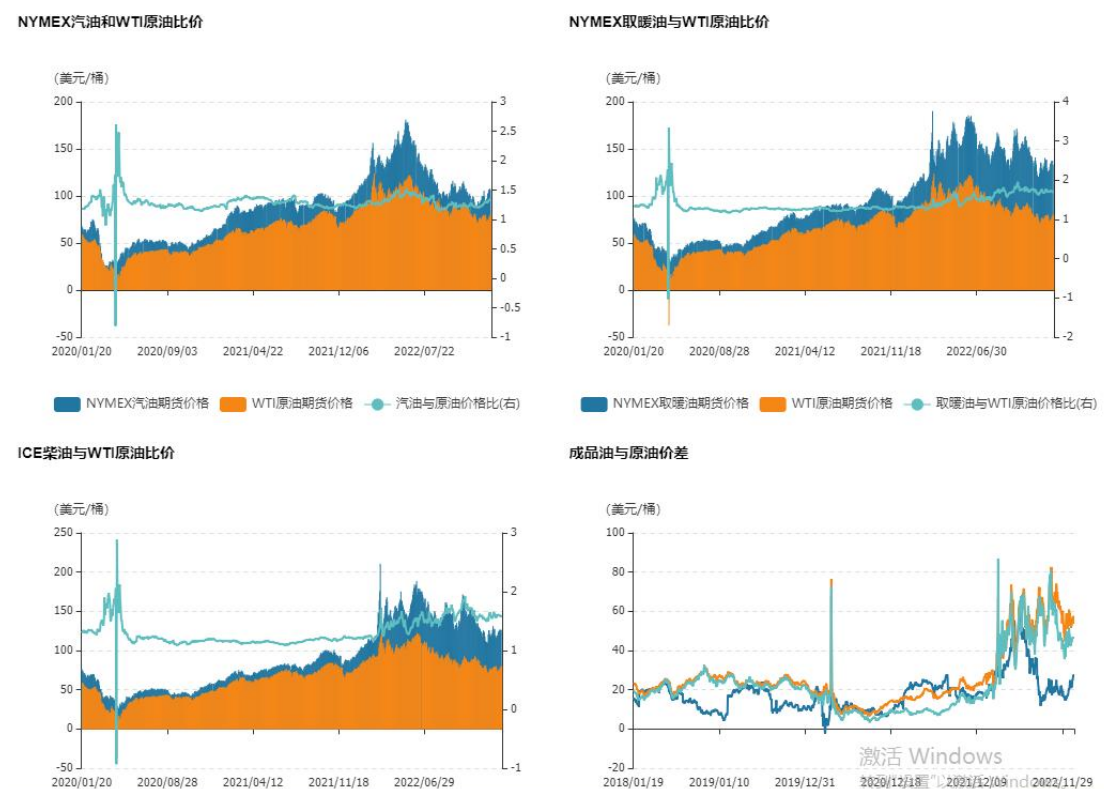 NYMEX汽油和WTI原油比价
(美元/桶)
200
150
100
50
0
-50
3
2.5
2
1.5
1
0.5
0
-0.5
-1
2020/01/20 2020/09/03 2021/04/22 2021/12/06 2022/07/22
NYMEX汽油期货价格 WTI原油期货价格 汽油与原油价格比(右)
NYMEX取暖油与WTI原油比价
(美元/桶)
200
150
100
50
0
-50
4
3
2
1
0
-1
-2
2020/01/20 2020/08/28 2021/04/12 2021/11/18 2022/06/30
NYMEX取暖油期货价格 WTI原油期货价格 取暖油与WTI原油价格比(右)
ICE柴油与WTI原油比价
(美元/桶)
250
200
150
100
50
0
-50
3
2
1
0
-1
2020/01/20 2020/08/28 2021/04/12 2021/11/18 2022/06/29
成品油与原油价差
(美元/桶)
100
80
60
40
20
0
-20
2018/01/19 2019/01/10 2019/12/31 2020/12/18 2021/12/09 2022/11/29
激活 Windows
转到"设置"以激活 Windows。